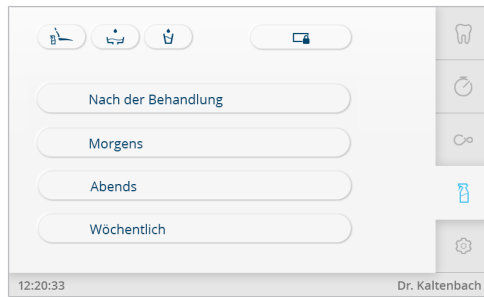 Nach der Behandlung
Morgens
Abends
Wöchentlich
12:20:33
Dr. Kaltenbach